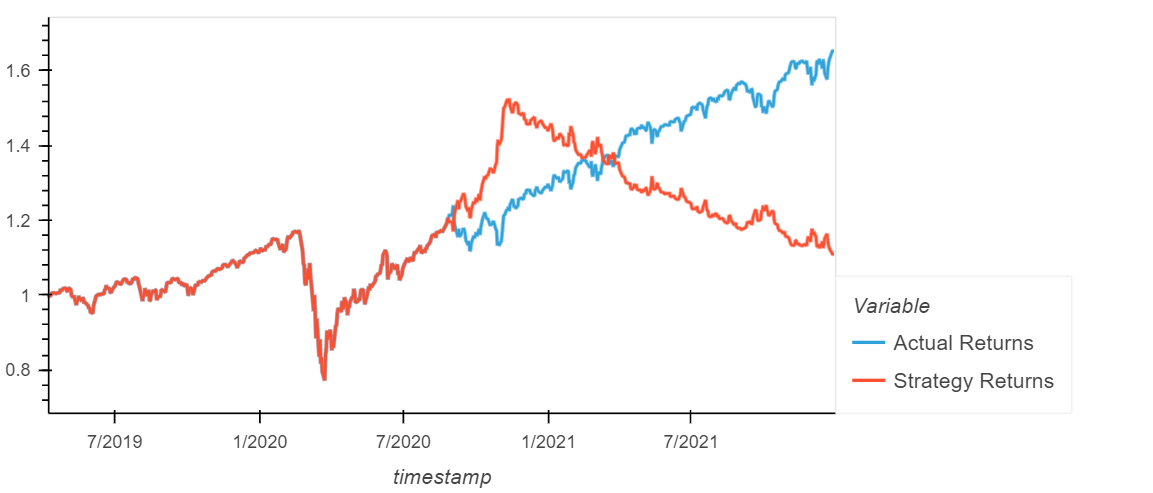 1.6
1.4
1.2
1
0.8
7/2019 1/2020 7/2020 1/2021 7/2021
timestamp
Variable
Actual Returns
Strategy Returns